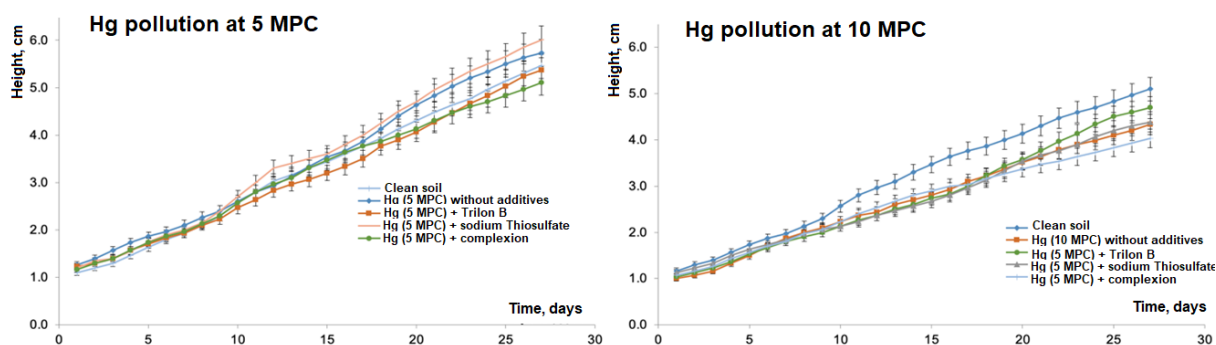 Hg pollution at 5 MPC
Height, cm
6.0
5.0
4.0
3.0
2.0
1.0
0.0
0
5
10
15
20
25
30
Time, days
Clean soil
Hg (5 MPC) without additives
Hg (5 MPC) + Trilon B
Hg (5 MPC) + sodium Thiosulfate
Hg (5 MPC) + complexion
Hg pollution at 10 MPC
Height, cm
6.0
5.0
4.0
3.0
2.0
1.0
0.0
0
5
10
15
20
25
30
Time, days
Clean soil
Hg (10 MPC) without additives
Hg (5 MPC) + Trilon B
Hg (5 MPC) + sodium Thiosulfate
Hg (5 MPC) + complexion